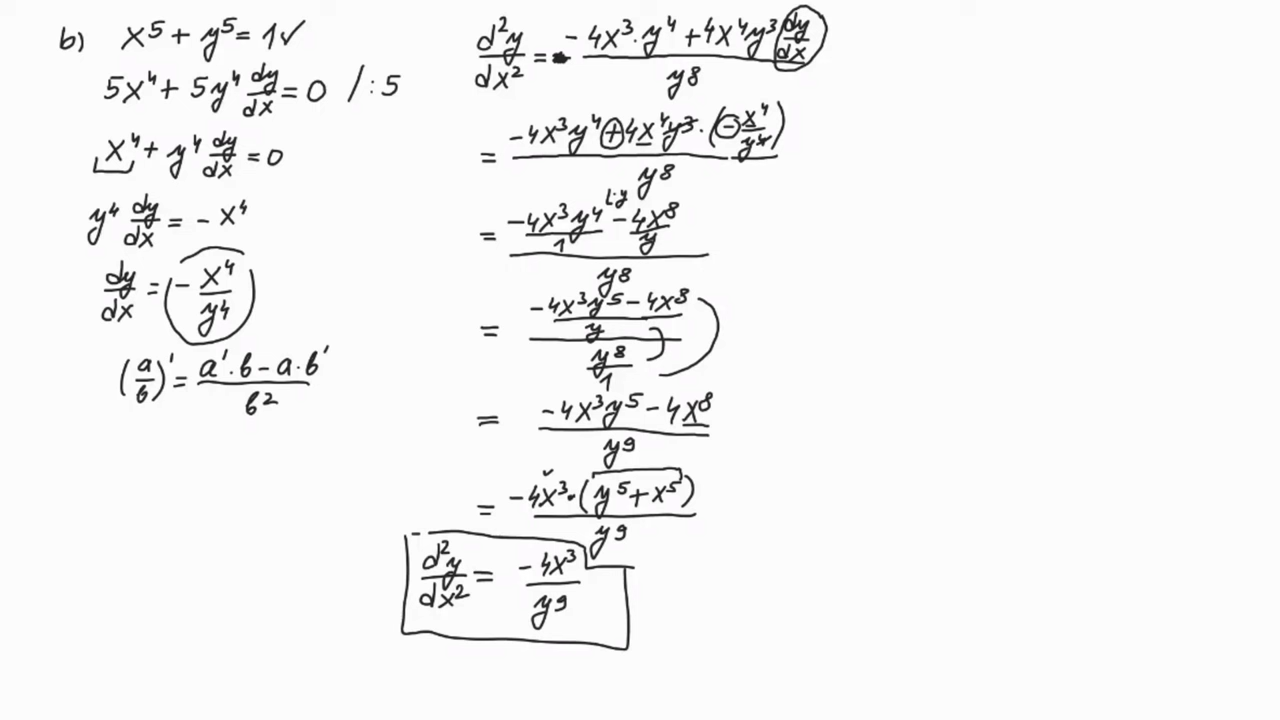 b) x⁵ + y⁵ = 1 ✓
5x⁴ + 5y⁴ dy/dx = 0 / : 5
x⁴ + y⁴ dy/dx = 0
y⁴ dy/dx = - x⁴
dy/dx = - x⁴/y⁴
(a/b)' = (a' · b - a · b')/b²
d²y/dx² = (- 4x³ · y⁴ + 4x⁴y³ dy/dx)/y⁸
= (-4x³y⁴ + 4x⁴y³ · (- x⁴/y⁴))/y⁸
= (-4x³y⁴/1 |·y - 4x⁸/y)/y⁸
= ((-4x³y⁵ - 4x⁸)/y)/(y⁸/1)
= (-4x³y⁵ - 4x⁸)/y⁹
= (-4x³ · (y⁵ + x⁵))/y⁹
d²y/dx² = -4x³/y⁹